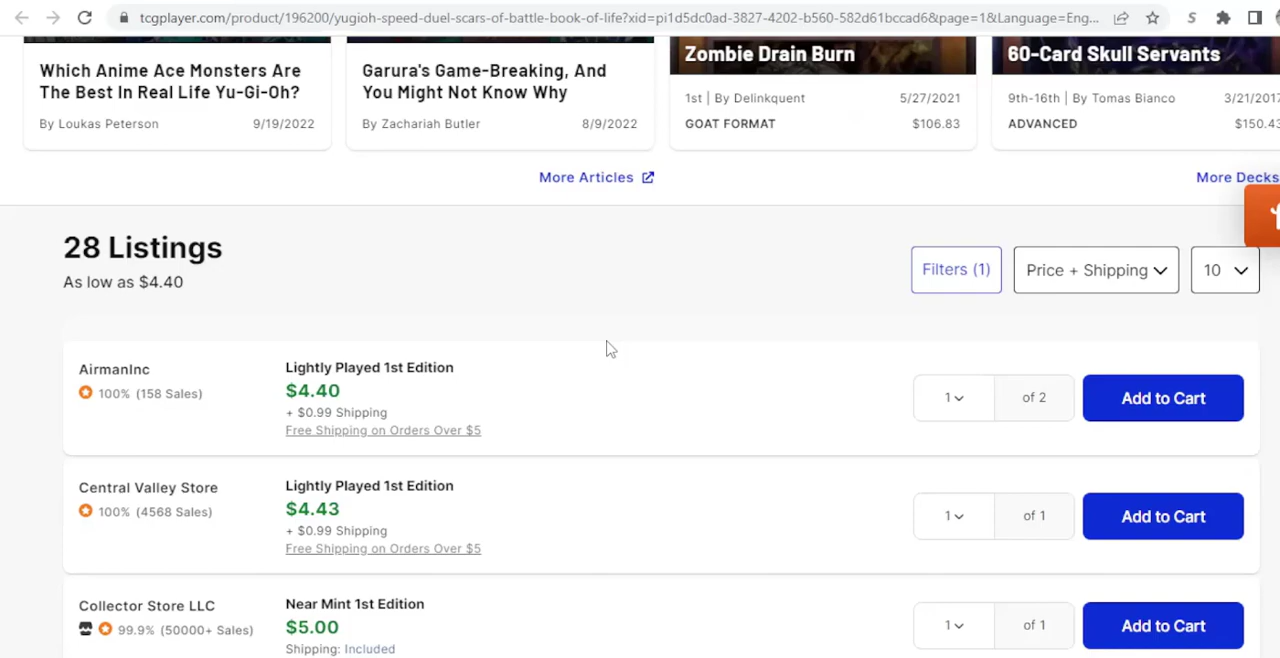 tcgplayer.com/product/196200/yugioh-speed-duel-scars-of-battle-book-of-life?xid=pi1d5dc0ad-3827-4202-b560-582d61bccad6&page=1&Language=Eng...
Which Anime Ace Monsters Are
The Best In Real Life Yu-Gi-Oh?
By Loukas Peterson 9/19/2022
Garura's Game-Breaking, And
You Might Not Know Why
By Zachariah Butler 8/9/2022
Zombie Drain Burn
1st | By Delinkquent 5/27/2021
GOAT FORMAT $106.83
60-Card Skull Servants
9th-16th | By Tomas Bianco 3/21/2017
ADVANCED $150.43
More Articles
More Decks
28 Listings
As low as $4.40
Filters (1)
Price + Shipping
10
AirmanInc
100% (158 Sales)
Lightly Played 1st Edition
$4.40
+ $0.99 Shipping
Free Shipping on Orders Over $5
1 of 2
Add to Cart
Central Valley Store
100% (4568 Sales)
Lightly Played 1st Edition
$4.43
+ $0.99 Shipping
Free Shipping on Orders Over $5
1 of 1
Add to Cart
Collector Store LLC
99.9% (50000+ Sales)
Near Mint 1st Edition
$5.00
Shipping: Included
1 of 1
Add to Cart